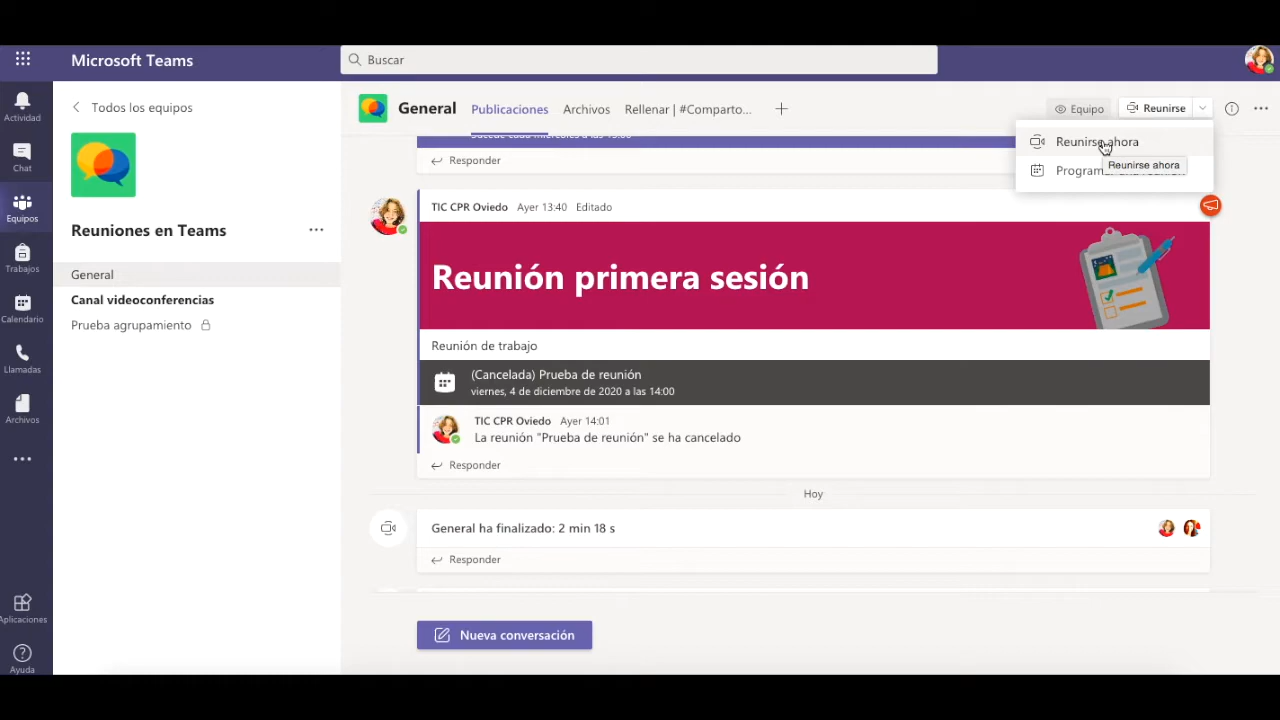 Microsoft Teams
Buscar
Actividad
Chat
Equipos
Trabajos
Calendario
Llamadas
Archivos
Aplicaciones
Ayuda
Todos los equipos
Reuniones en Teams
General
Canal videoconferencias
Prueba agrupamiento
General
Publicaciones
Archivos
Rellenar | #Comparto...
Equipo
Reunirse
Reunirse ahora
Reunirse ahora
Responder
TIC CPR Oviedo Ayer 13:40 Editado
Reunión primera sesión
Reunión de trabajo
(Cancelada) Prueba de reunión
viernes, 4 de diciembre de 2020 a las 14:00
TIC CPR Oviedo Ayer 14:01
La reunión "Prueba de reunión" se ha cancelado
Responder
Hoy
General ha finalizado: 2 min 18 s
Responder
Nueva conversación